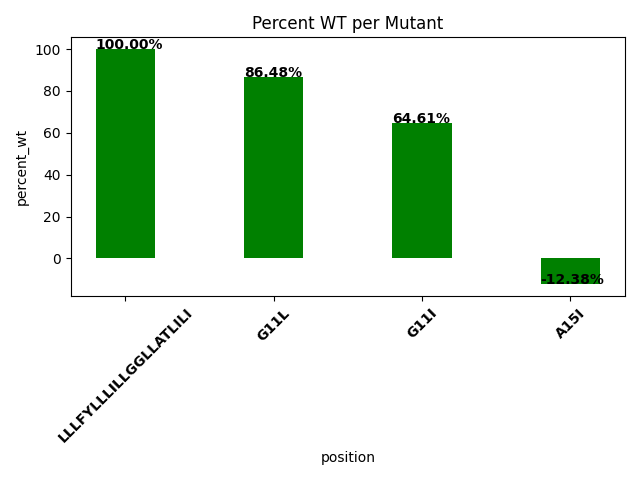 Percent WT per Mutant
percent_wt
100
80
60
40
20
0
100.00%
86.48%
64.61%
-12.38%
LLLFYLLLILLGGLLATLILI
G11L
G11I
A15I
position